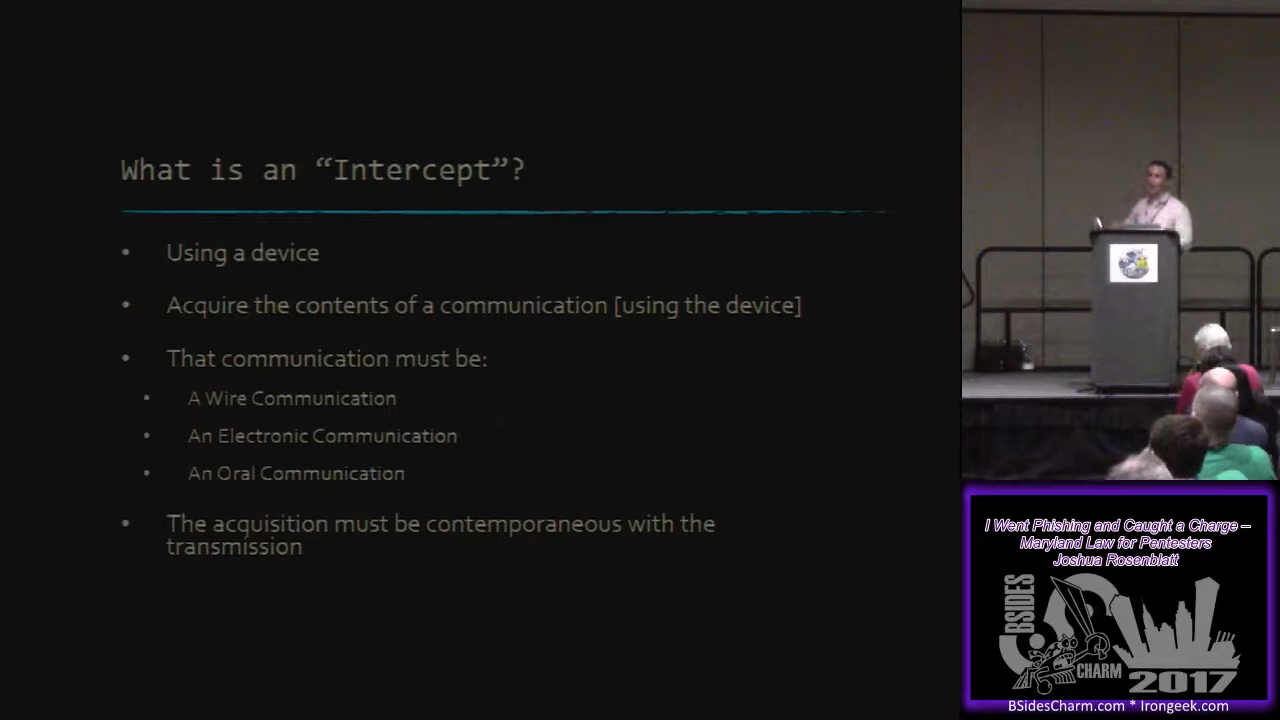 What is an “Intercept”?
• Using a device
• Acquire the contents of a communication [using the device]
• That communication must be:
• A Wire Communication
• An Electronic Communication
• An Oral Communication
• The acquisition must be contemporaneous with the
transmission
I Went Phishing and Caught a Charge –
Maryland Law for Pentesters
Joshua Rosenblatt
BSIDES
CHARM
2017
BSidesCharm.com * Irongeek.com